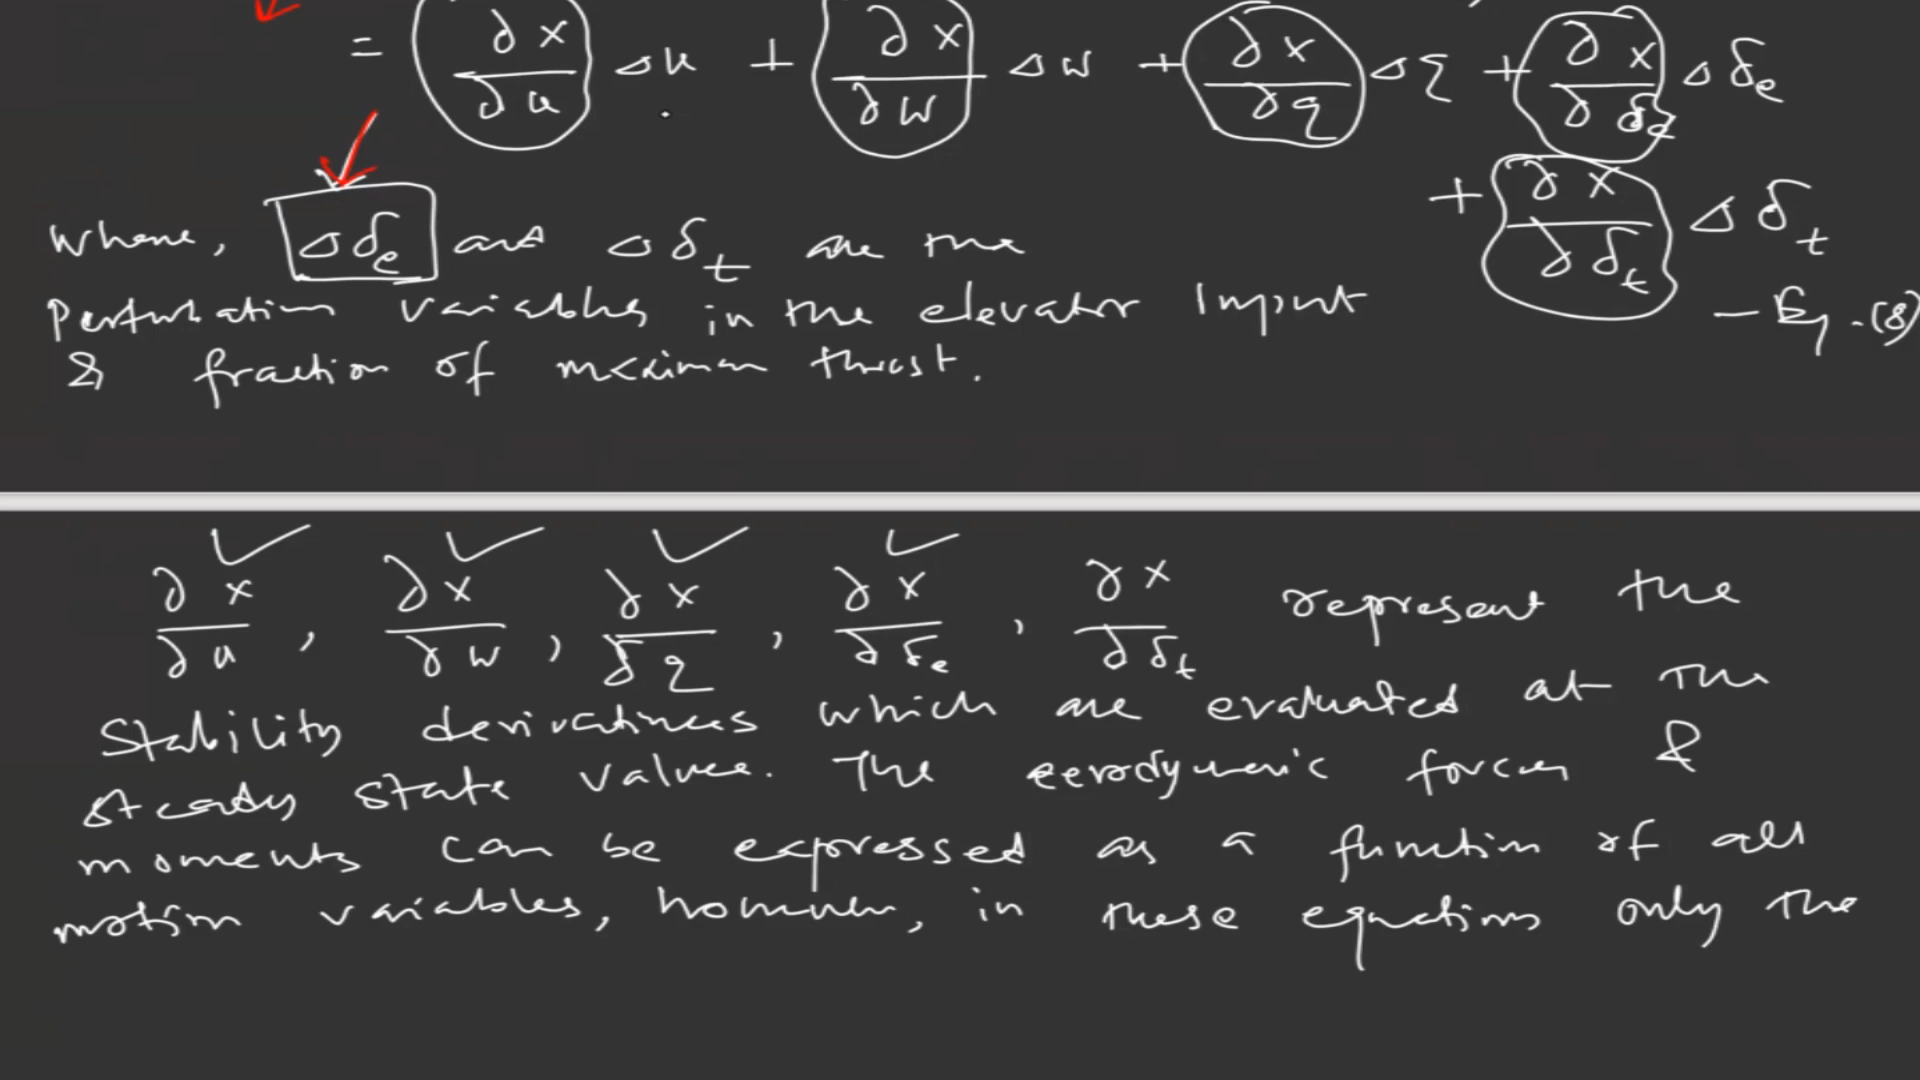 = ∂x/∂u Δu + ∂x/∂w Δw + ∂x/∂q Δq + ∂x/∂δe Δδe
+ ∂x/∂δt Δδt
where, Δδe and Δδt are the
Perturbation variables in the elevator input — Eq.(8)
& fraction of maximum thrust.
∂x/∂u, ∂x/∂w, ∂x/∂q, ∂x/∂δe, ∂x/∂δt represent the
Stability derivatives which are evaluated at the
steady state values. The aerodynamic forces &
moments can be expressed as a function of all
motion variables, however, in these equations only the